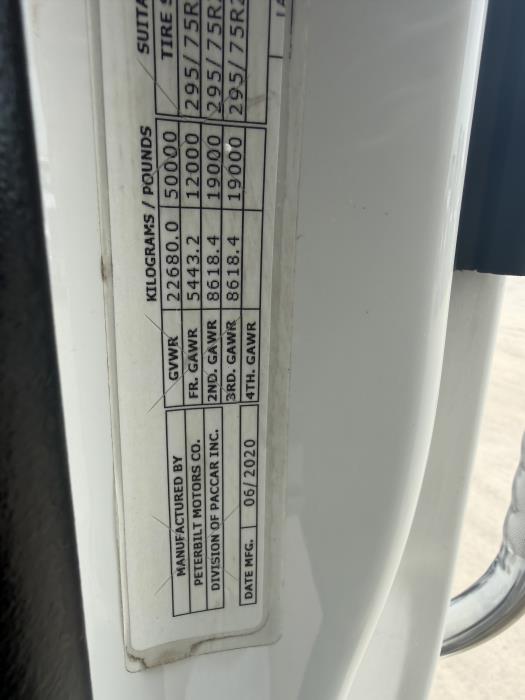 MANUFACTURED BY
PETERBILT MOTORS CO.
DIVISION OF PACCAR INC.
DATE MFG. 06/2020
KILOGRAMS / POUNDS
GVWR 22680.0 50000
FR. GAWR 5443.2 12000 295/75R
2ND. GAWR 8618.4 19000 295/75R
3RD. GAWR 8618.4 19000 295/75R2
4TH. GAWR
TIRE